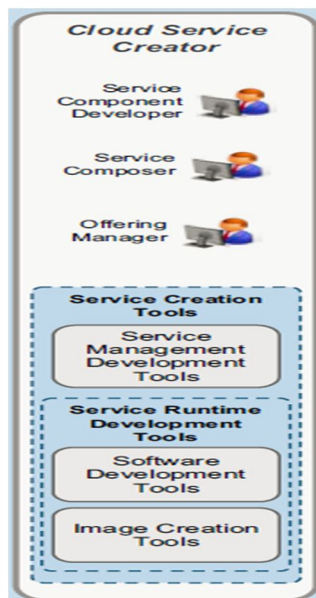 Cloud Service
Creator
Service
Component
Developer
Service
Composer
Offering
Manager
Service Creation
Tools
Service
Management
Development
Tools
Service Runtime
Development
Tools
Software
Development
Tools
Image Creation
Tools